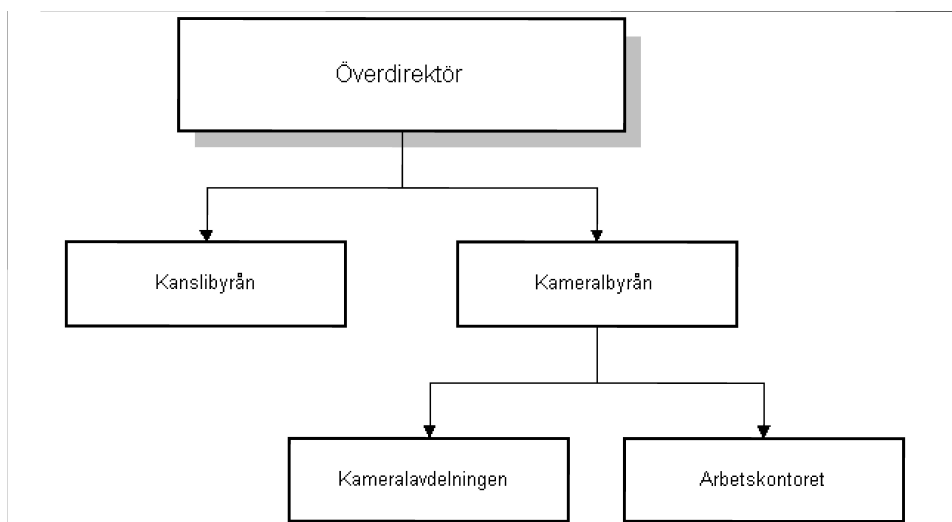 Överdirektör
Kanslibyrån
Kameralbyrån
Kameralavdelningen
Arbetskontoret